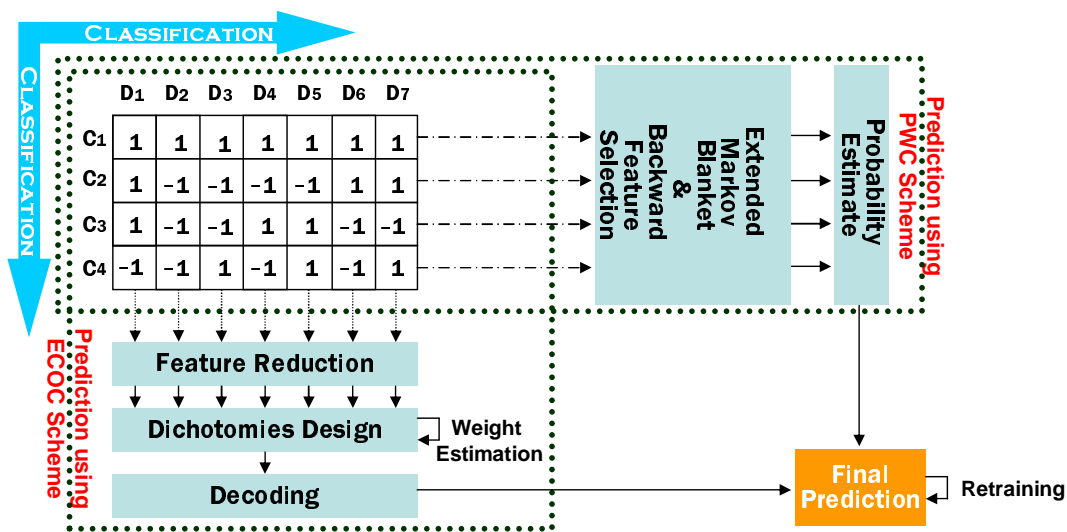 CLASSIFICATION
CLASSIFICATION
D1 D2 D3 D4 D5 D6 D7
C1 1 1 1 1 1 1 1
C2 1 -1 -1 -1 -1 1 1
C3 1 -1 -1 1 1 -1 -1
C4 -1 -1 1 -1 1 -1 1
Extended
Markov
Blanket
&
Backward
Feature
Selection
Probability
Estimate
Prediction using
PWC Scheme
Prediction using
ECOC Scheme
Feature Reduction
Dichotomies Design
Weight
Estimation
Decoding
Final
Prediction
Retraining